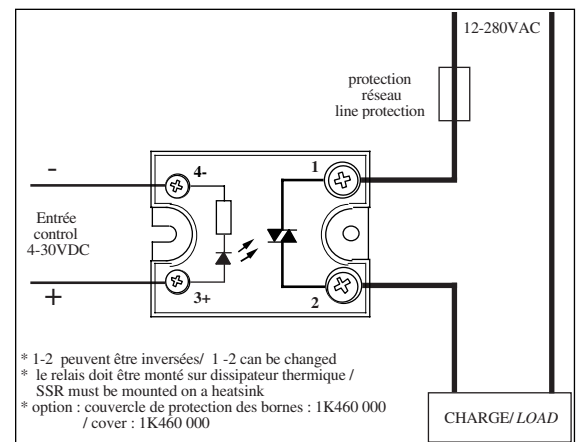 12-280VAC
protection
réseau
line protection
-
4-
1
Entrée
control
4-30VDC
+
3+
2
* 1-2 peuvent être inversées/ 1 -2 can be changed
* le relais doit être monté sur dissipateur thermique /
SSR must be mounted on a heatsink
* option : couvercle de protection des bornes : 1K460 000
/ cover : 1K460 000
CHARGE/ LOAD